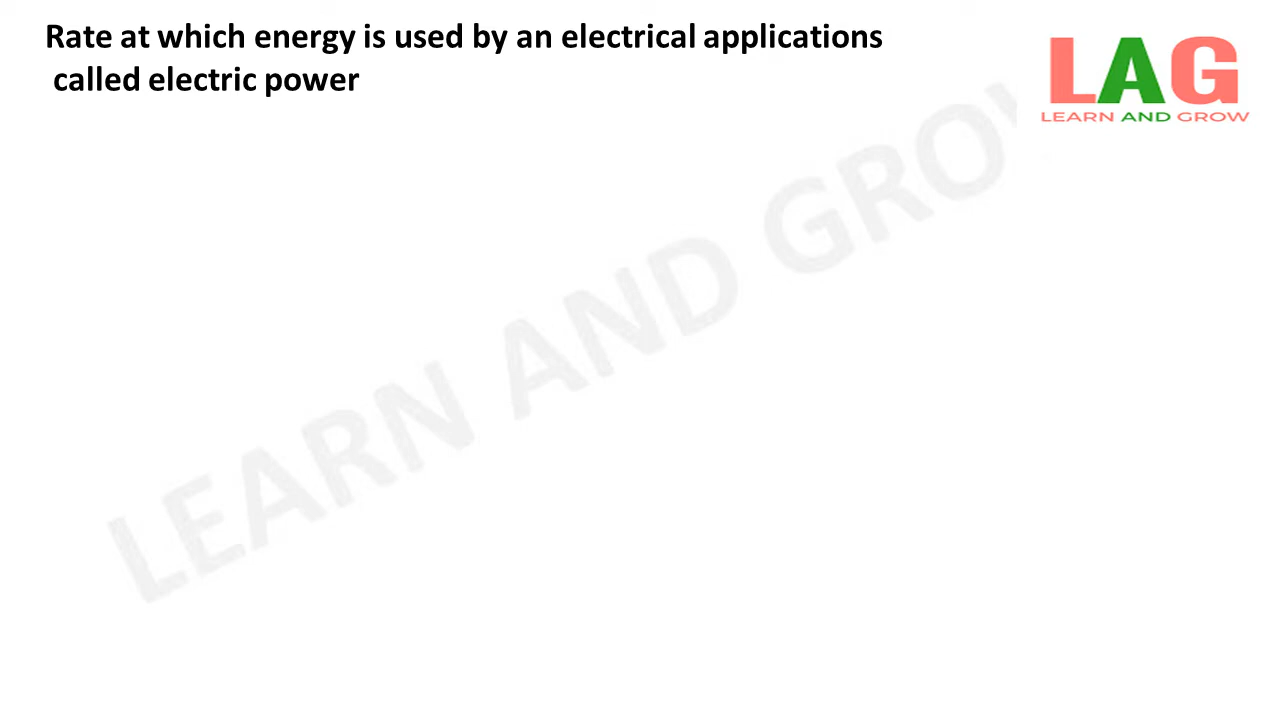 Rate at which energy is used by an electrical applications
called electric power
LAG
LEARN AND GROW
LEARN AND GROW